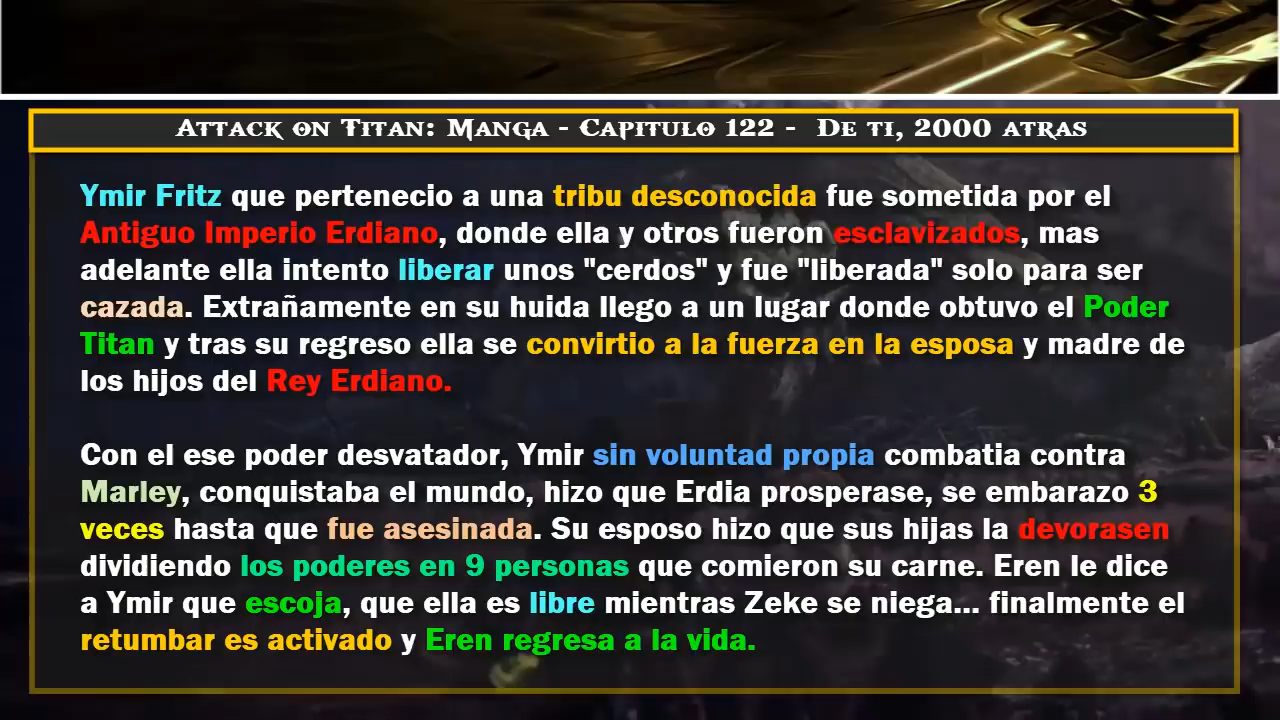 Attack on Titan: Manga - Capitulo 122 - De ti, 2000 atras
Ymir Fritz que pertenecio a una tribu desconocida fue sometida por el
Antiguo Imperio Erdiano, donde ella y otros fueron esclavizados, mas
adelante ella intento liberar unos "cerdos" y fue "liberada" solo para ser
cazada. Extrañamente en su huida llego a un lugar donde obtuvo el Poder
Titan y tras su regreso ella se convirtio a la fuerza en la esposa y madre de
los hijos del Rey Erdiano.
Con el ese poder desvatador, Ymir sin voluntad propia combatia contra
Marley, conquistaba el mundo, hizo que Erdia prosperase, se embarazo 3
veces hasta que fue asesinada. Su esposo hizo que sus hijas la devorasen
dividiendo los poderes en 9 personas que comieron su carne. Eren le dice
a Ymir que escoja, que ella es libre mientras Zeke se niega... finalmente el
retumbar es activado y Eren regresa a la vida.